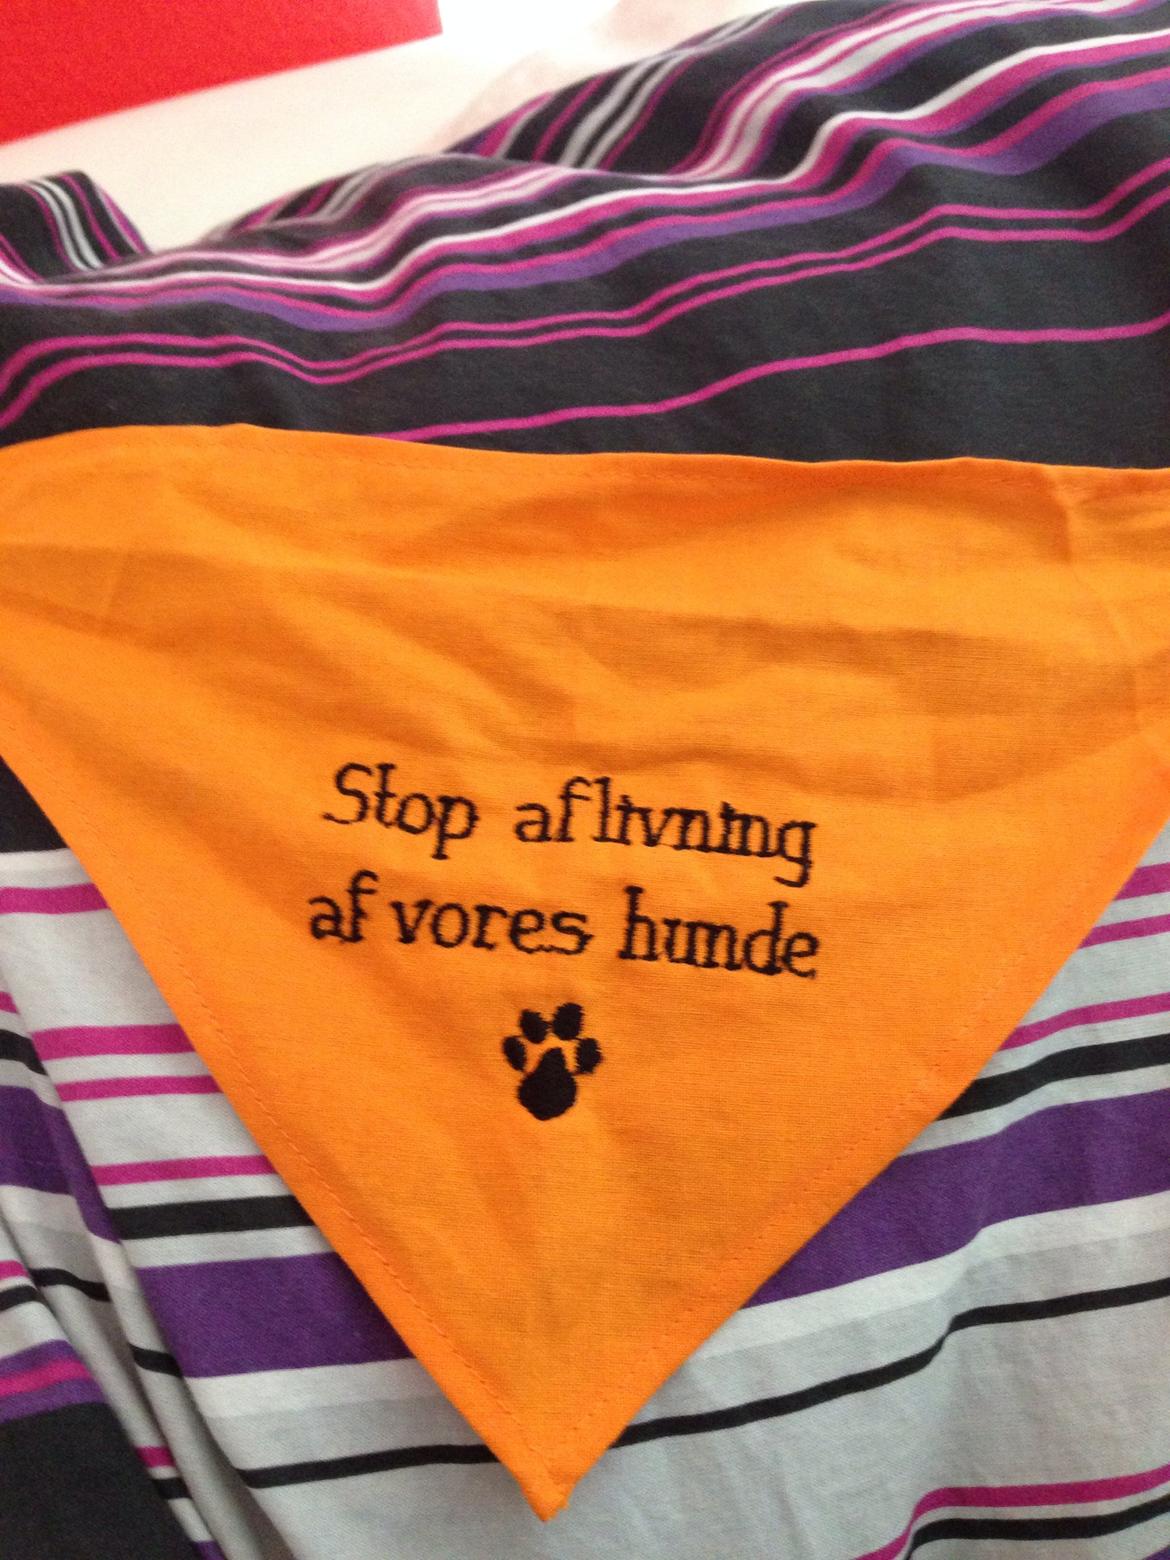 Stop aflivning
af vores hunde